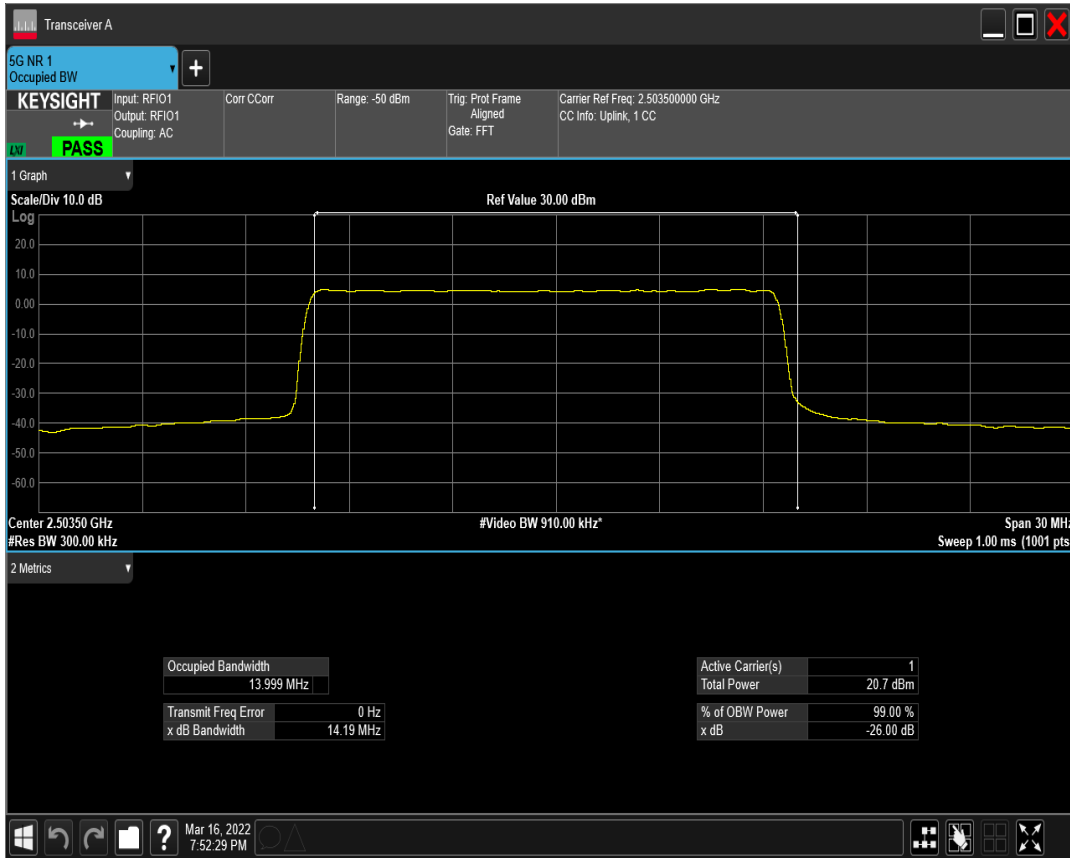 Transceiver A
5G NR 1
Occupied BW
+
KEYSIGHT
LXI
PASS
Input: RFIO1
Output: RFIO1
Coupling: AC
Corr CCorr
Range: -50 dBm
Trig: Prot Frame
Aligned
Gate: FFT
Carrier Ref Freq: 2.503500000 GHz
CC Info: Uplink, 1 CC
1 Graph
Scale/Div 10.0 dB
Ref Value 30.00 dBm
Log
20.0
10.0
0.00
-10.0
-20.0
-30.0
-40.0
-50.0
-60.0
Center 2.50350 GHz
#Video BW 910.00 kHz*
Span 30 MHz
#Res BW 300.00 kHz
Sweep 1.00 ms (1001 pts
2 Metrics
Occupied Bandwidth
13.999 MHz
Transmit Freq Error 0 Hz
x dB Bandwidth 14.19 MHz
Active Carrier(s) 1
Total Power 20.7 dBm
% of OBW Power 99.00 %
x dB -26.00 dB
?
Mar 16, 2022
7:52:29 PM